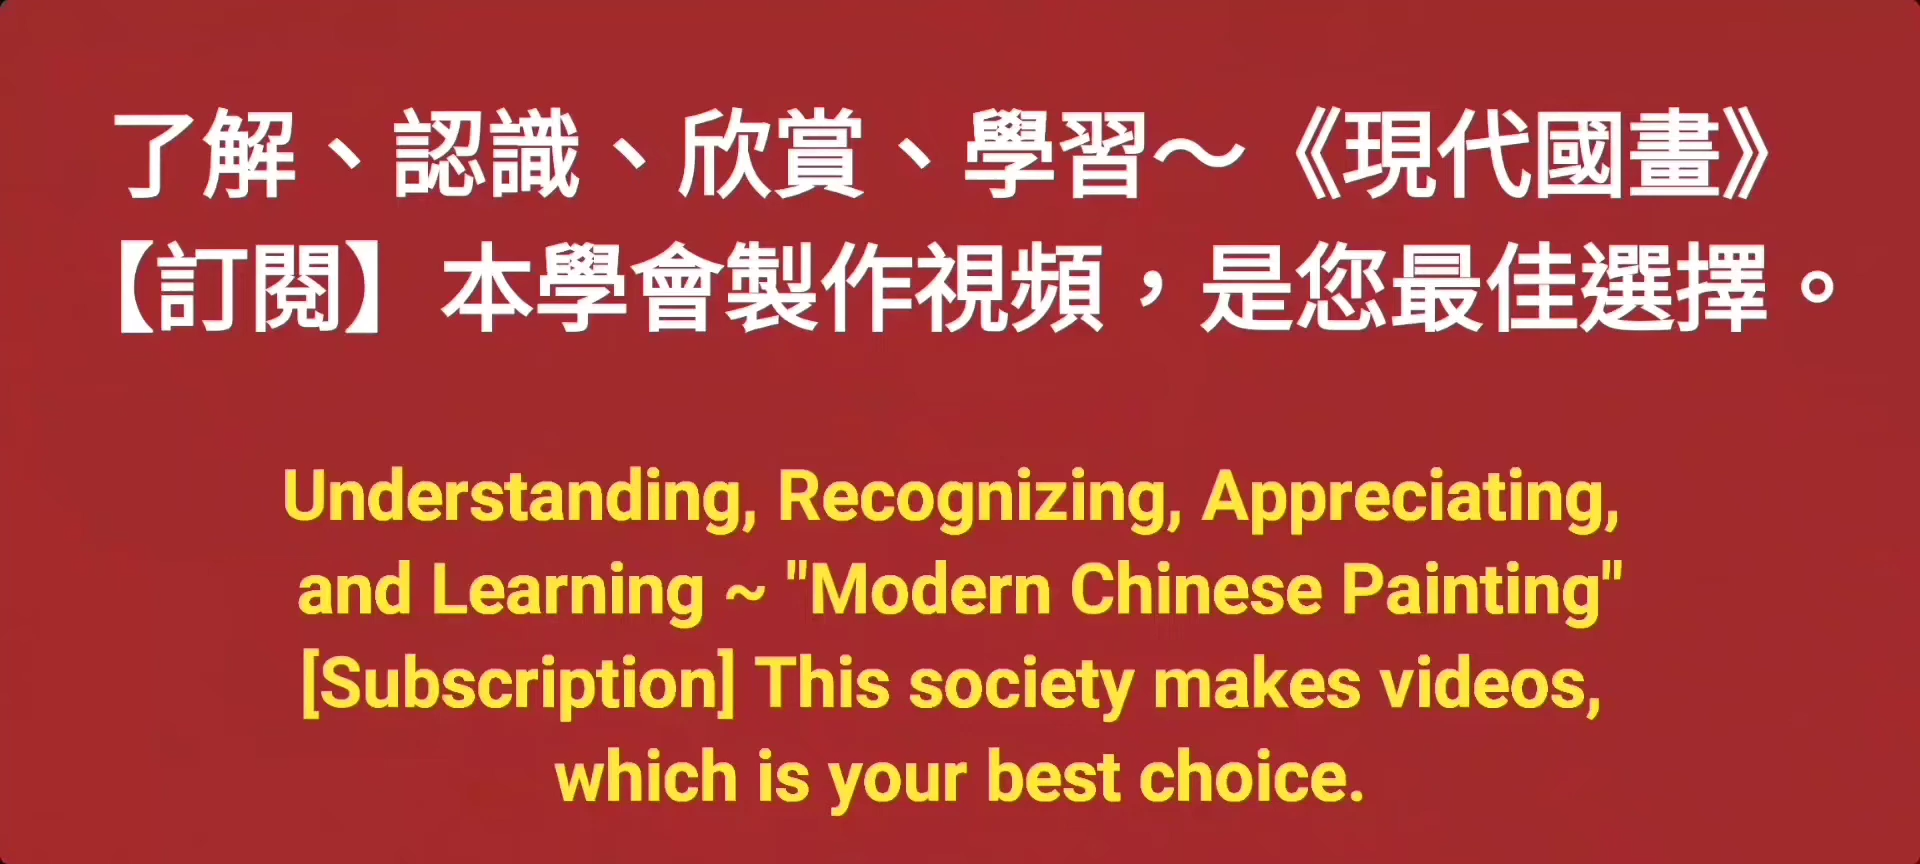 了解、認識、欣賞、學習～《現代國畫》
【訂閱】本學會製作視頻，是您最佳選擇。
Understanding, Recognizing, Appreciating,
and Learning ~ "Modern Chinese Painting"
[Subscription] This society makes videos,
which is your best choice.